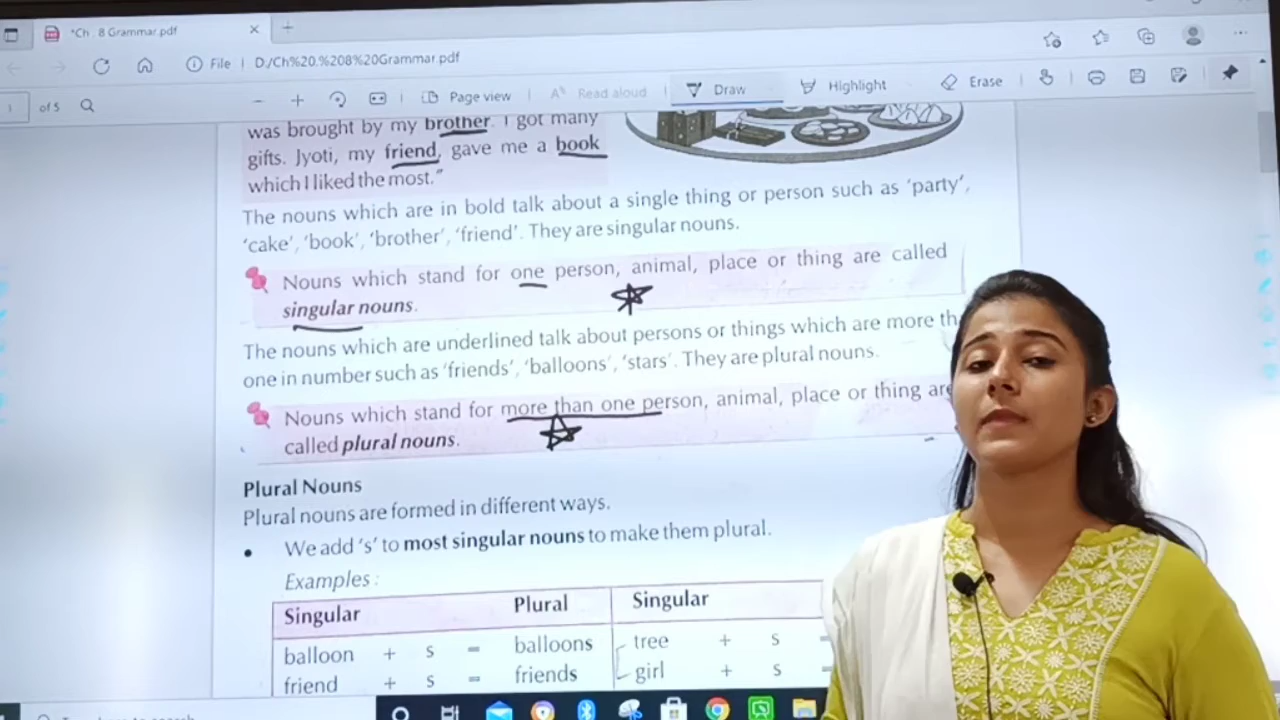 *Ch . 8 Grammar.pdf
File | D:/Ch%20.%208%20Grammar.pdf
of 5
Page view
Read aloud
Draw
Highlight
Erase
was brought by my brother. I got many
gifts. Jyoti, my friend, gave me a book
which I liked the most."
The nouns which are in bold talk about a single thing or person such as 'party',
'cake', 'book', 'brother', 'friend'. They are singular nouns.
Nouns which stand for one person, animal, place or thing are called
singular nouns.
The nouns which are underlined talk about persons or things which are more th
one in number such as 'friends', 'balloons', 'stars'. They are plural nouns.
Nouns which stand for more than one person, animal, place or thing are
called plural nouns.
Plural Nouns
Plural nouns are formed in different ways.
• We add 's' to most singular nouns to make them plural.
Examples :
Singular Plural Singular
balloon + s = balloons tree + s =
friend + s = friends girl + s =